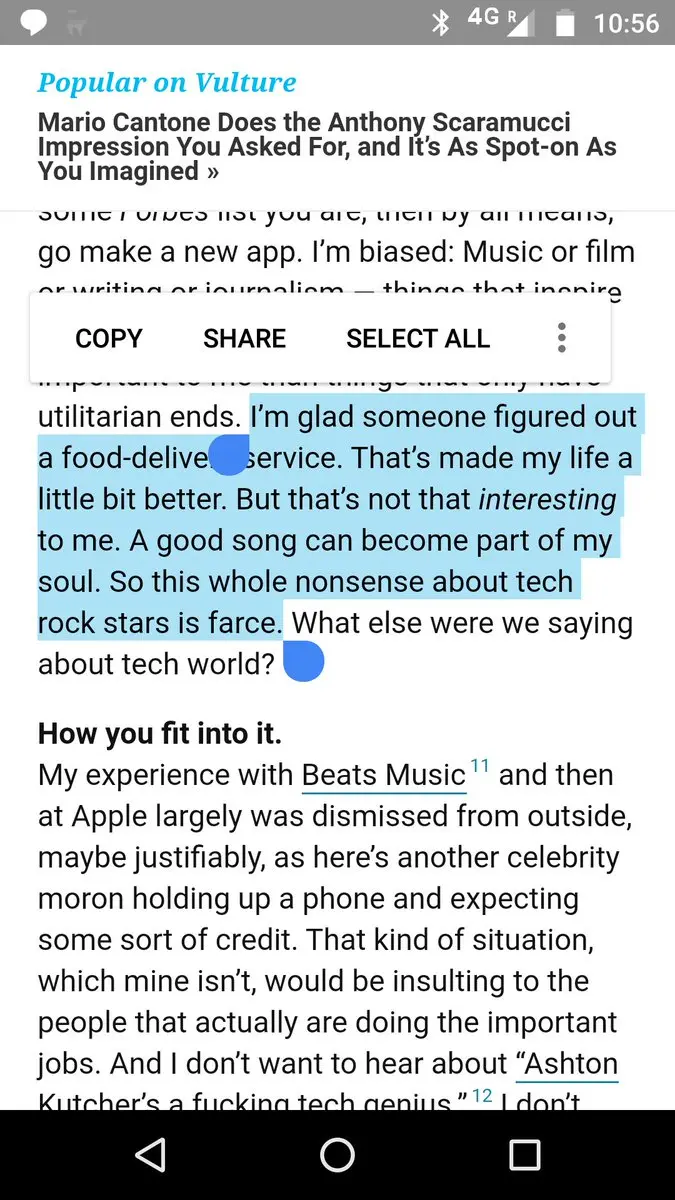 4G R 10:56
Popular on Vulture
Mario Cantone Does the Anthony Scaramucci
Impression You Asked For, and It’s As Spot-on As
You Imagined »
some Forbes list you are, then by all means,
go make a new app. I’m biased: Music or film
or writing or journalism — things that inspire
COPY SHARE SELECT ALL
important to me than things that only have
utilitarian ends. I’m glad someone figured out
a food-delive service. That’s made my life a
little bit better. But that’s not that interesting
to me. A good song can become part of my
soul. So this whole nonsense about tech
rock stars is farce. What else were we saying
about tech world?
How you fit into it.
My experience with Beats Music 11 and then
at Apple largely was dismissed from outside,
maybe justifiably, as here’s another celebrity
moron holding up a phone and expecting
some sort of credit. That kind of situation,
which mine isn’t, would be insulting to the
people that actually are doing the important
jobs. And I don’t want to hear about “Ashton
Kutcher’s a fucking tech genius.” 12 I don’t